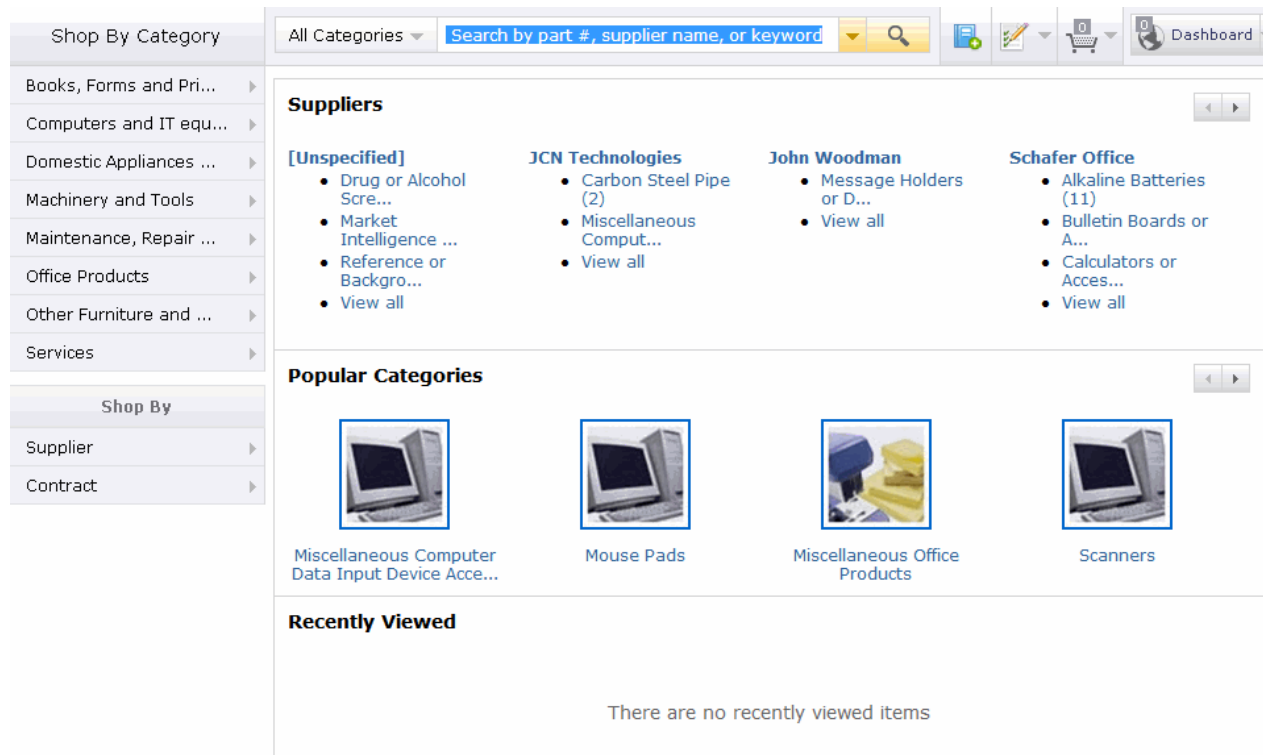 Shop By Category
All Categories
Search by part #, supplier name, or keyword
0
0
Dashboard
Books, Forms and Pri...
Computers and IT equ...
Domestic Appliances ...
Machinery and Tools
Maintenance, Repair ...
Office Products
Other Furniture and ...
Services
Shop By
Supplier
Contract
Suppliers
[Unspecified]
Drug or Alcohol
Scre...
Market
Intelligence ...
Reference or
Backgro...
View all
JCN Technologies
Carbon Steel Pipe
(2)
Miscellaneous
Comput...
View all
John Woodman
Message Holders
or D...
View all
Schafer Office
Alkaline Batteries
(11)
Bulletin Boards or
A...
Calculators or
Acces...
View all
Popular Categories
Miscellaneous Computer
Data Input Device Acce...
Mouse Pads
Miscellaneous Office
Products
Scanners
Recently Viewed
There are no recently viewed items